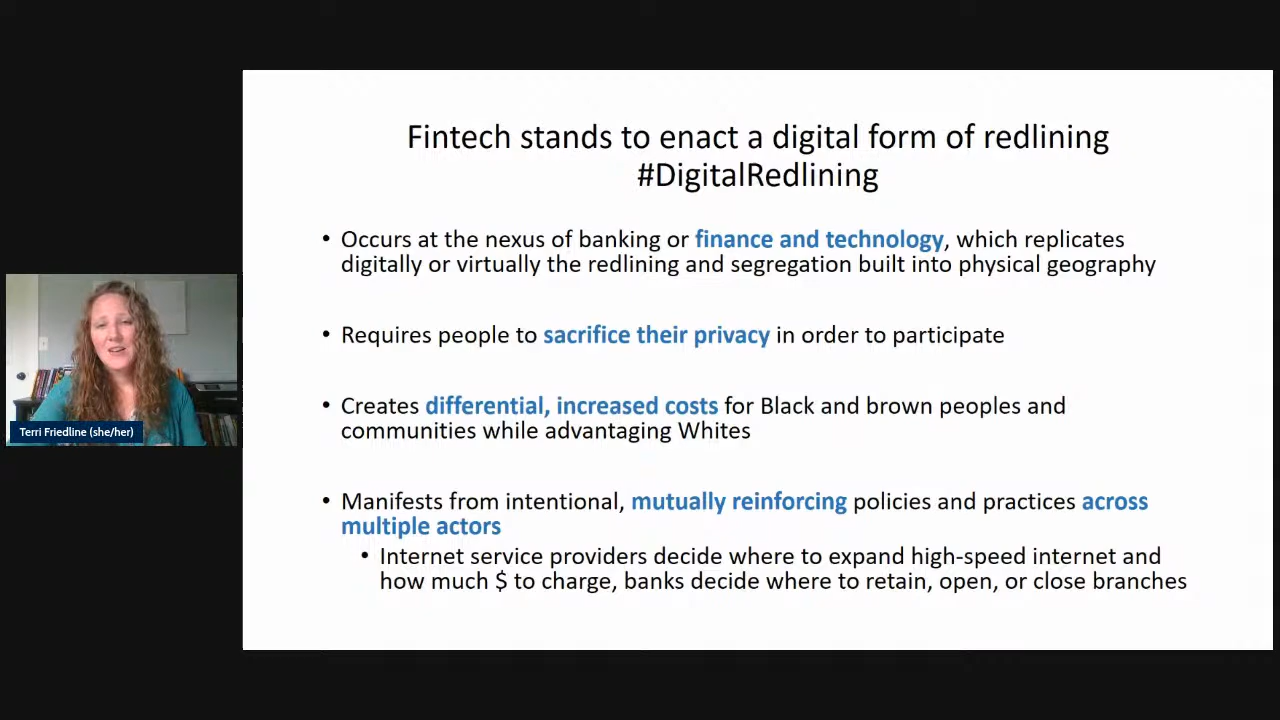 Fintech stands to enact a digital form of redlining
#DigitalRedlining
• Occurs at the nexus of banking or finance and technology, which replicates
digitally or virtually the redlining and segregation built into physical geography
• Requires people to sacrifice their privacy in order to participate
• Creates differential, increased costs for Black and brown peoples and
communities while advantaging Whites
• Manifests from intentional, mutually reinforcing policies and practices across
multiple actors
• Internet service providers decide where to expand high-speed internet and
how much $ to charge, banks decide where to retain, open, or close branches
Terri Friedline (she/her)